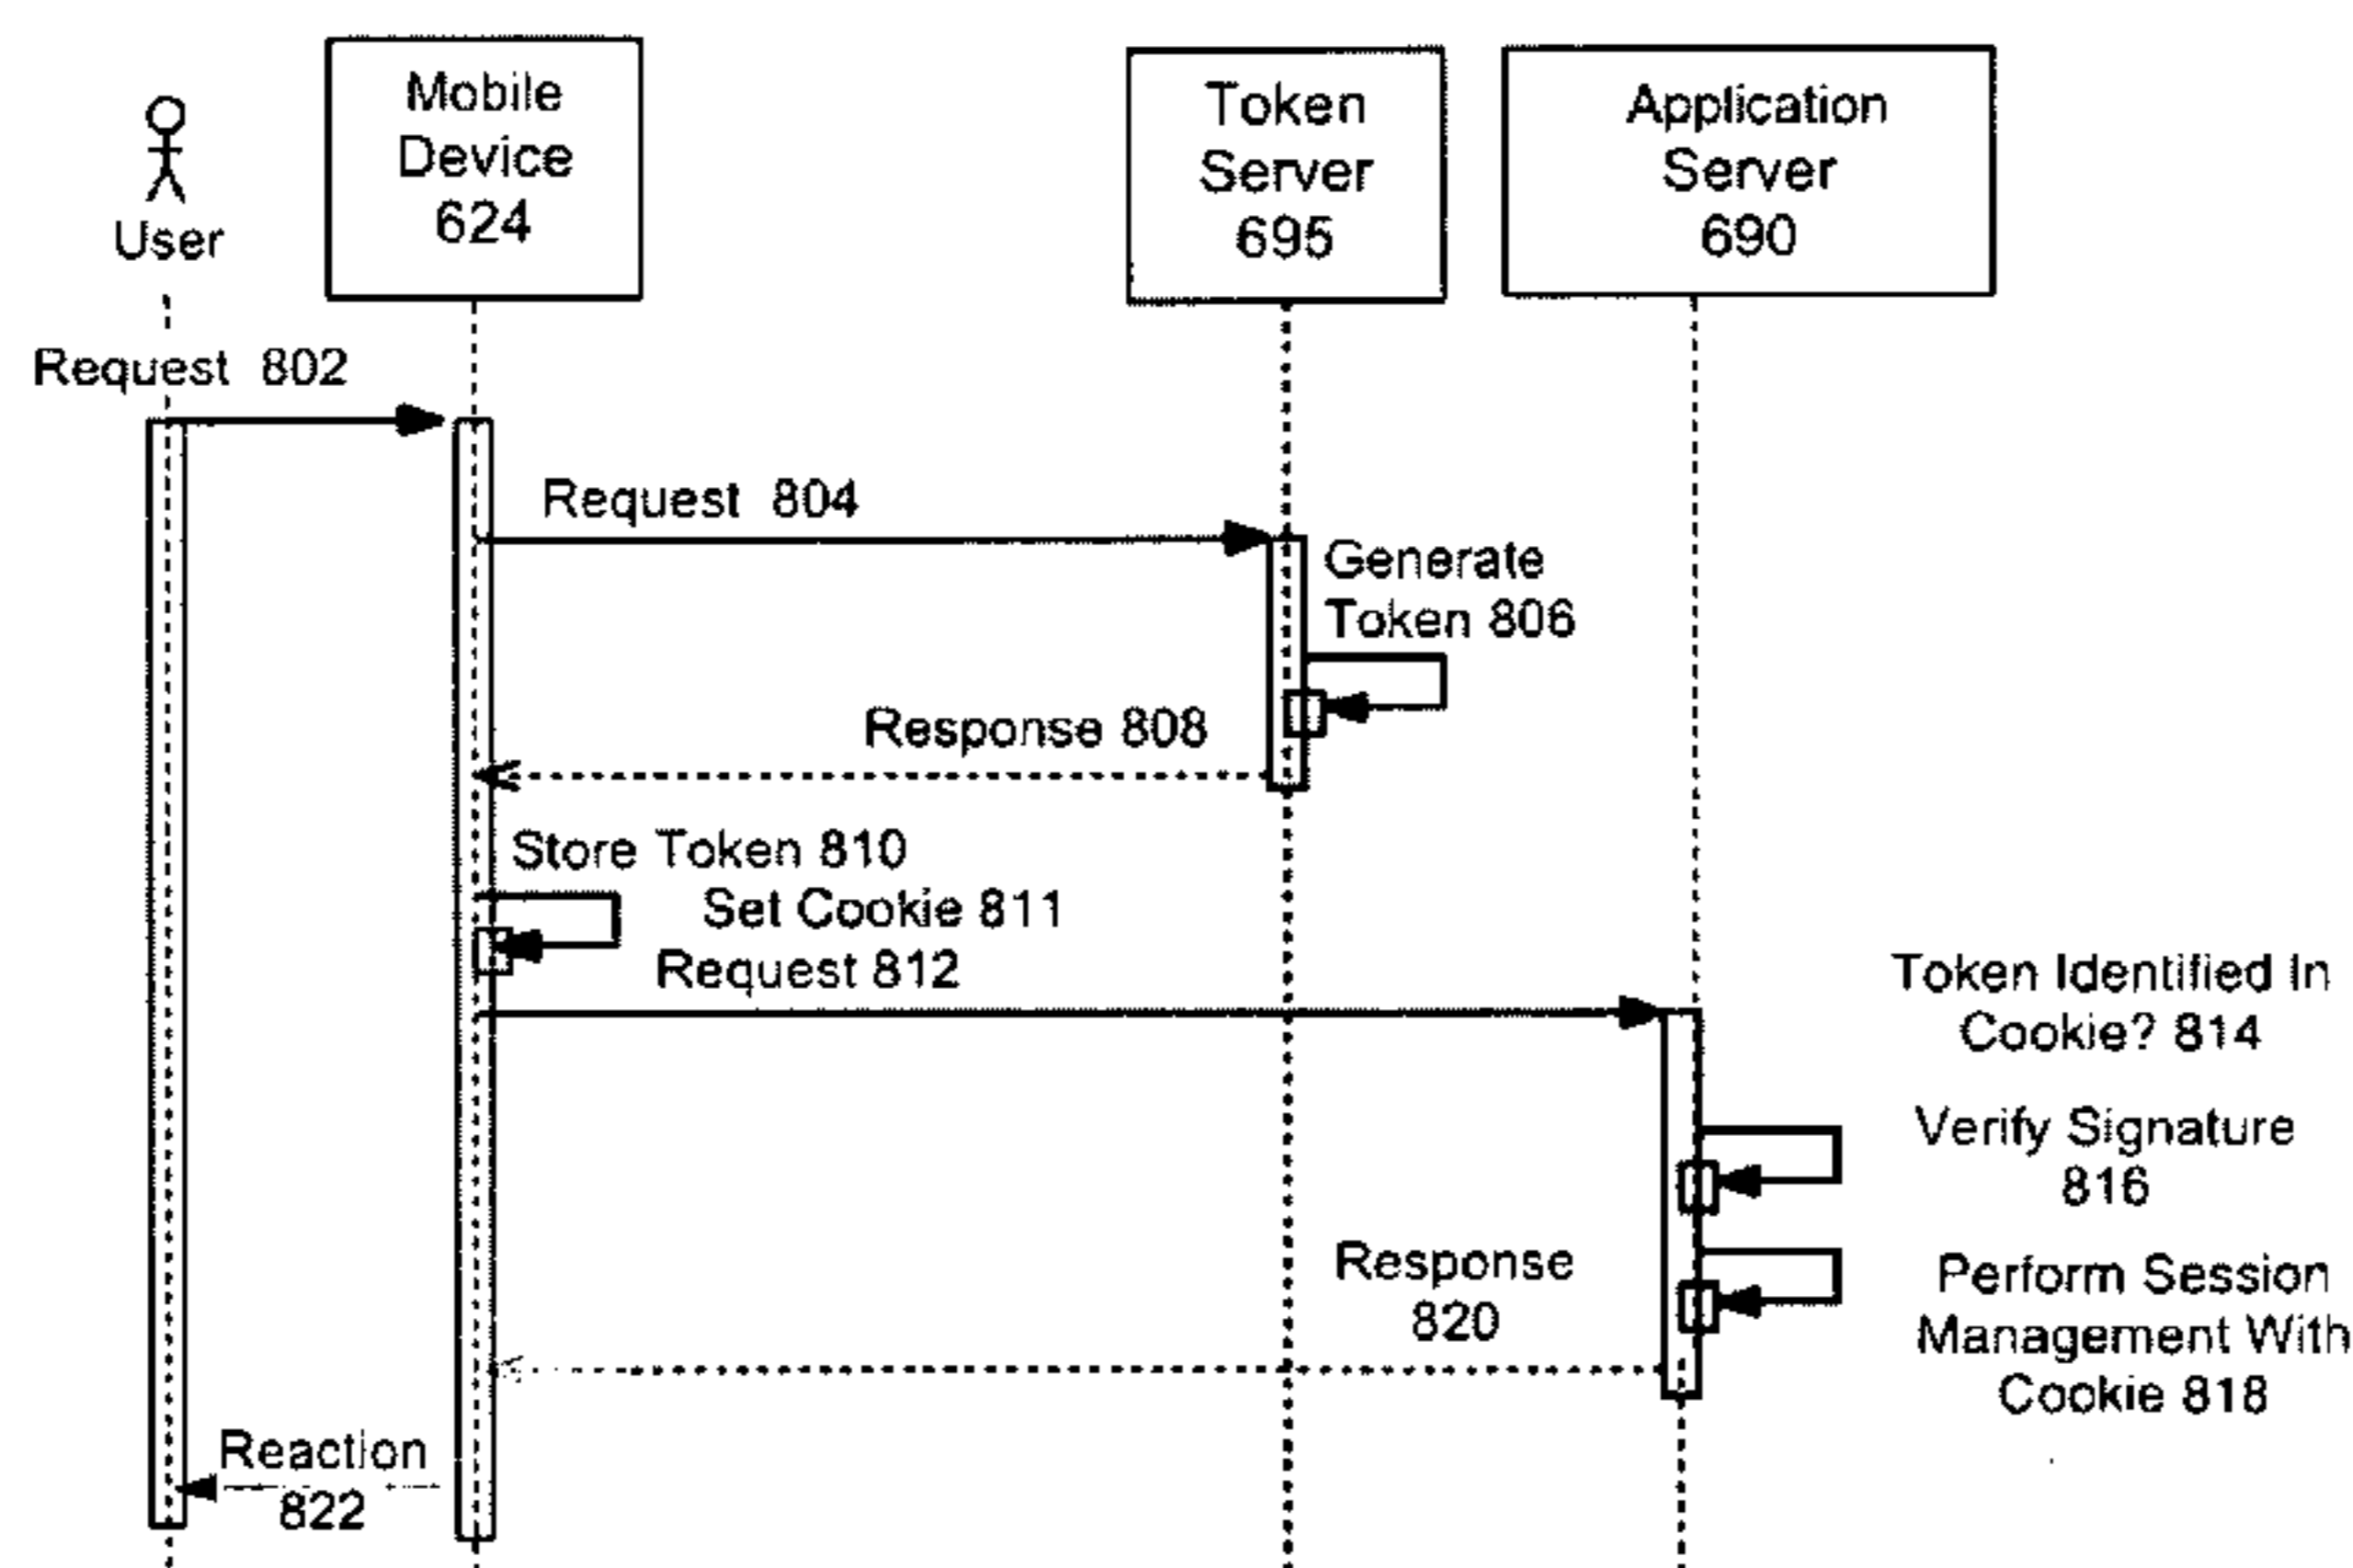 User
Mobile
Device
624
Token
Server
695
Application
Server
690
Request 802
Request 804
Generate
Token 806
Response 808
Store Token 810
Set Cookie 811
Request 812
Token Identified In
Cookie? 814
Verify Signature
816
Response
820
Perform Session
Management With
Cookie 818
Reaction
822